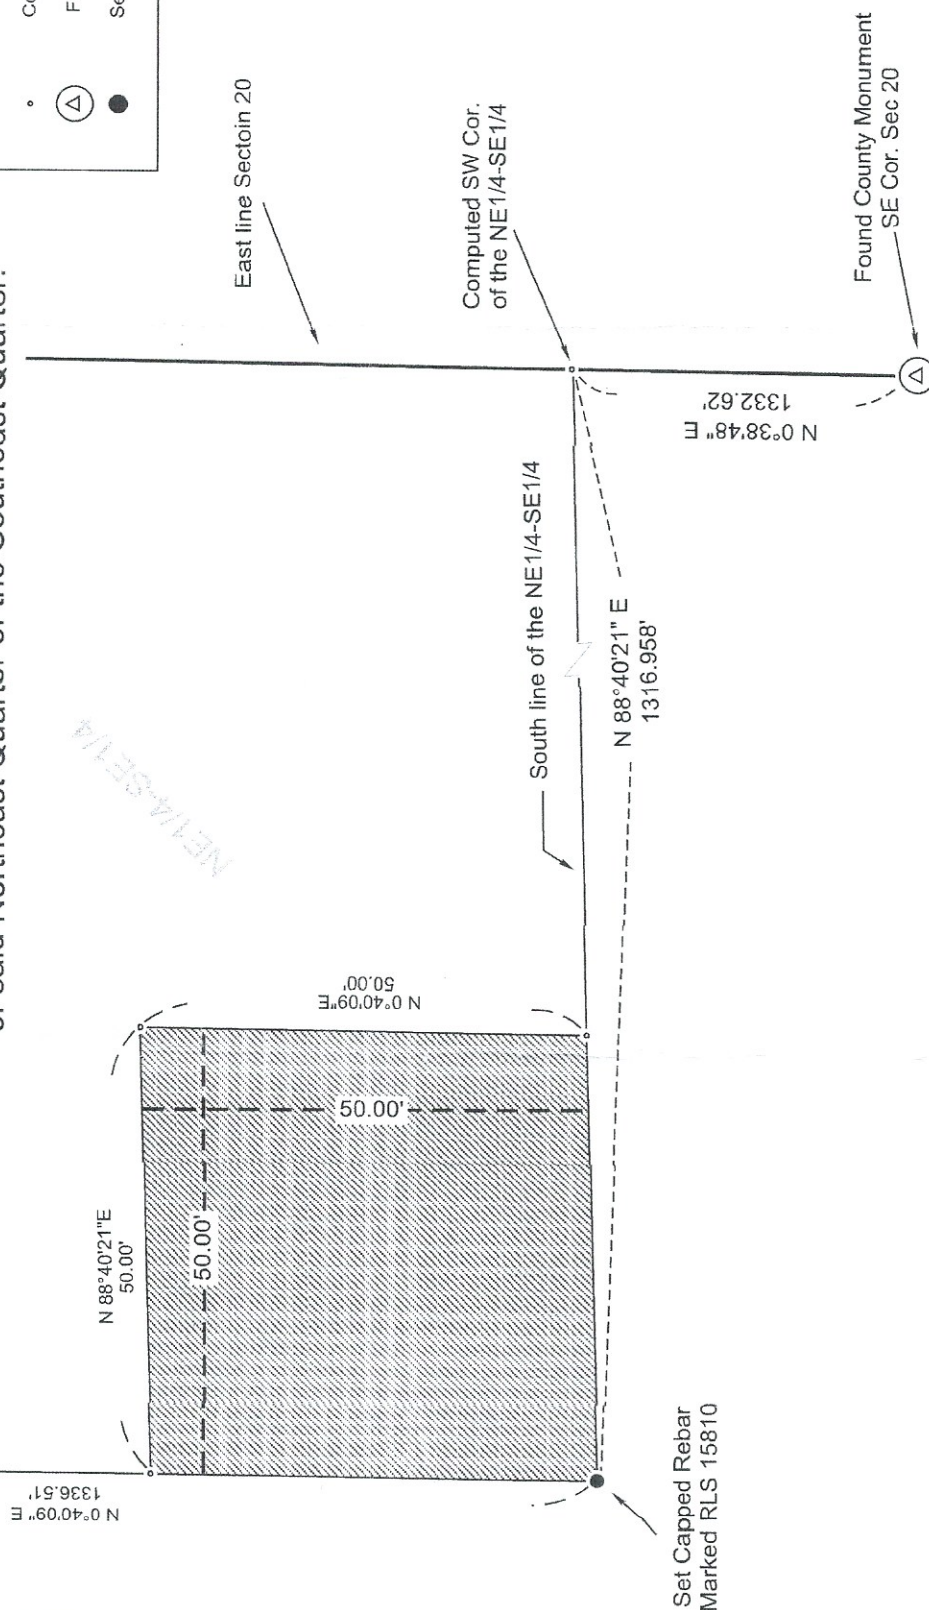 of said Northeast Quarter of the Southeast Quarter.
East line Sectoin 20
Computed SW Cor.
of the NE1/4-SE1/4
Found County Monument
SE Cor. Sec 20
N 0°38'48" E
1332.62'
South line of the NE1/4-SE1/4
N 88°40'21" E
1316.958'
NE1/4-SE1/4
N 0°40'09"E
50.00'
N 88°40'21"E
50.00'
50.00'
50.00'
N 0°40'09" E
1336.51'
Set Capped Rebar
Marked RLS 15810